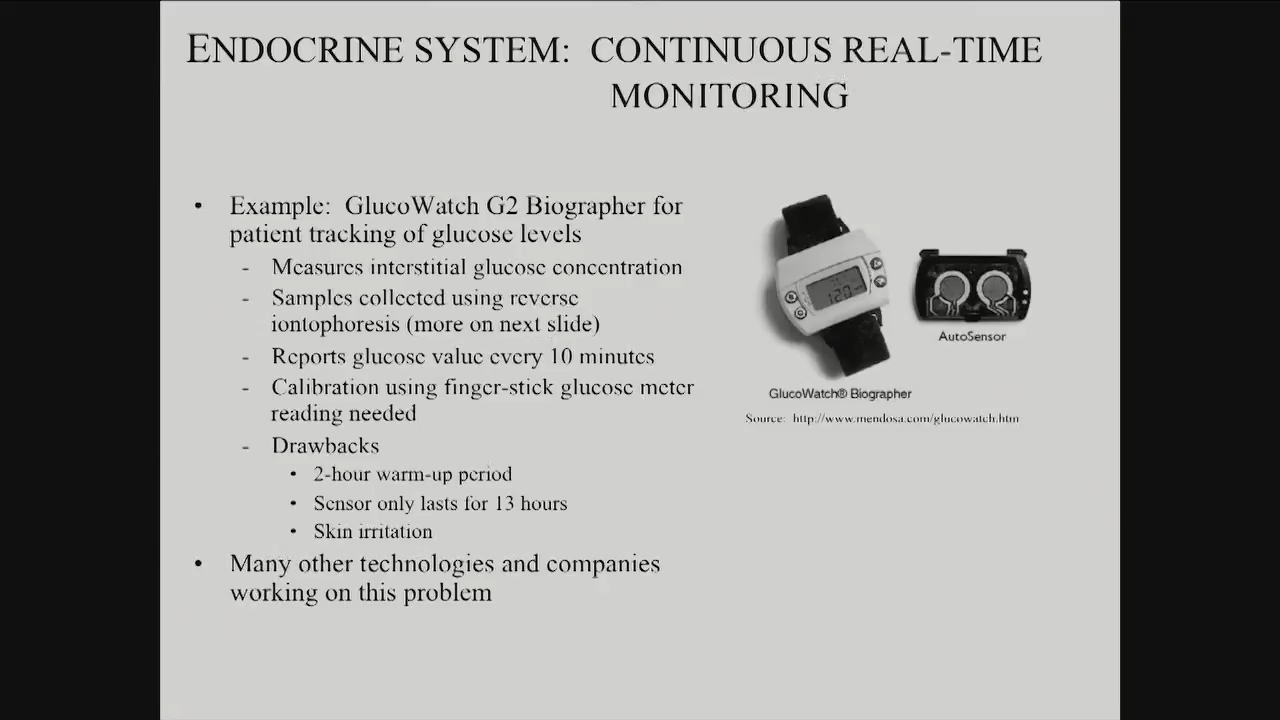 ENDOCRINE SYSTEM: CONTINUOUS REAL-TIME
MONITORING
• Example: GlucoWatch G2 Biographer for
patient tracking of glucose levels
- Measures interstitial glucose concentration
- Samples collected using reverse
iontophoresis (more on next slide)
- Reports glucose value every 10 minutes
- Calibration using finger-stick glucose meter
reading needed
- Drawbacks
• 2-hour warm-up period
• Sensor only lasts for 13 hours
• Skin irritation
• Many other technologies and companies
working on this problem
120
AutoSensor
GlucoWatch® Biographer
Source: http://www.mendosa.com/glucowatch.htm